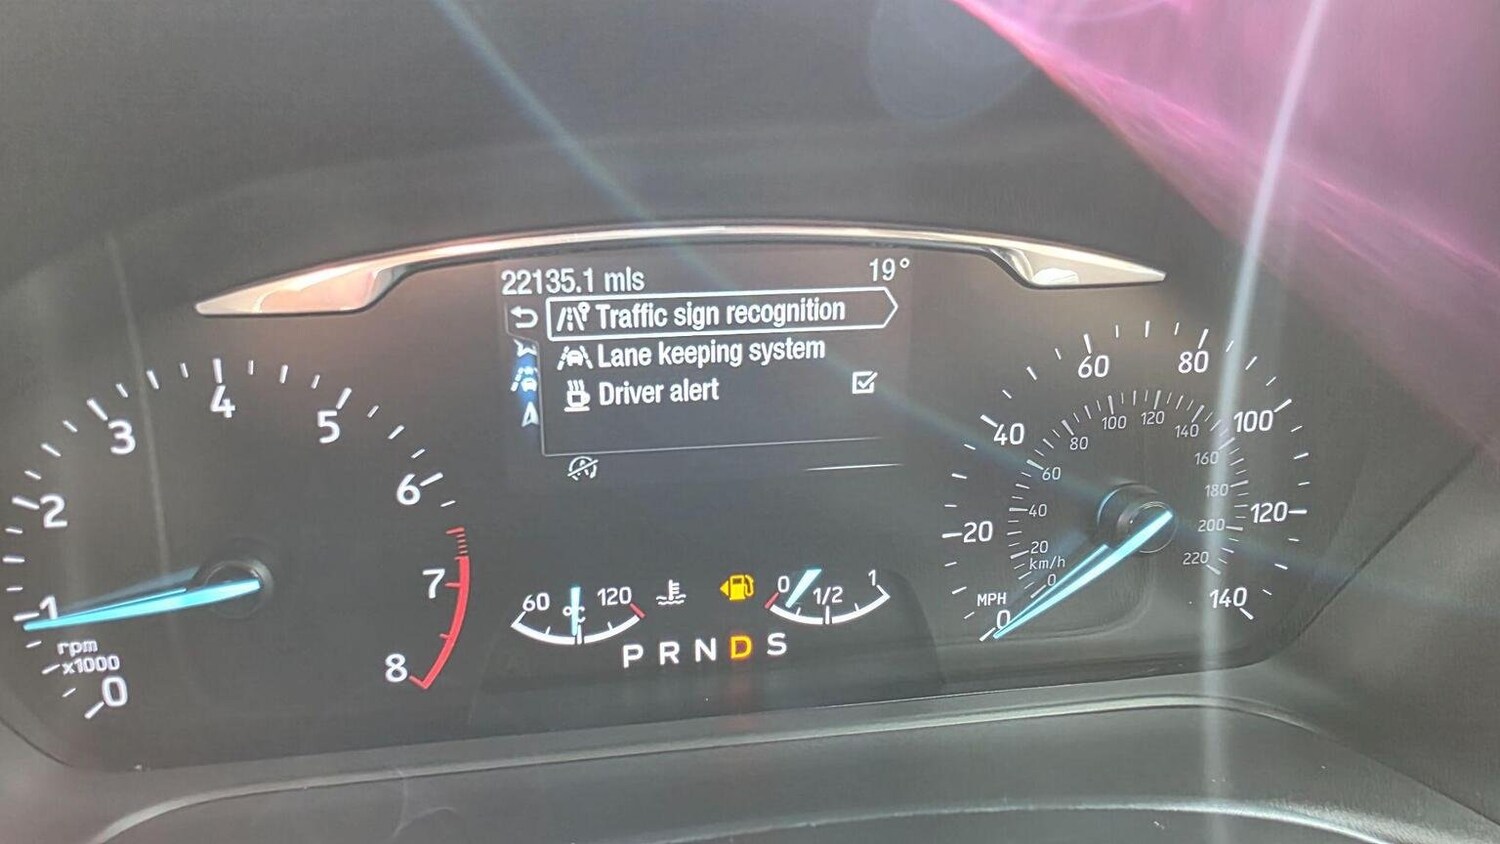 22135.1 mls 19°
Traffic sign recognition
Lane keeping system
Driver alert
0 1 2 3 4 5 6 7 8
rpm
x1000
60 °C 120
0 1/2 1
P R N D S
MPH
0 20 40 60 80 100 120 140
km/h
0 20 40 60 80 100 120 140 160 180 200 220